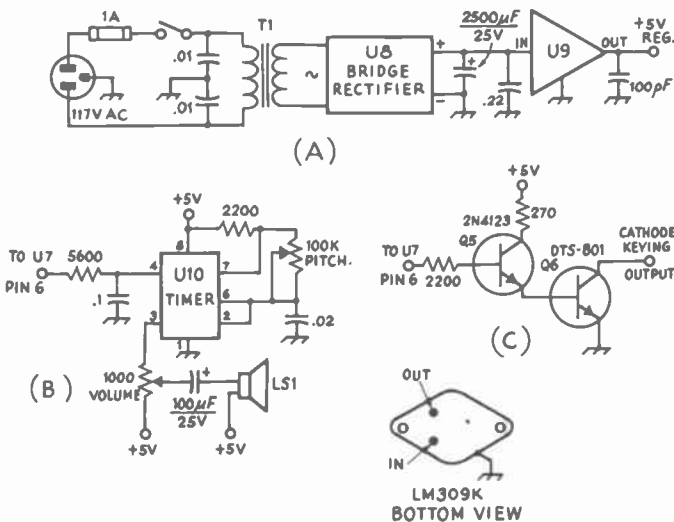 1A
.01
.01
117V AC
T1
~
U8
BRIDGE
RECTIFIER
+
-
2500µF
25V
+
.22
IN
U9
OUT
+5V
REG.
100pF
(A)
+5V
2200
TO U7
PIN 6
5600
.1
8
4
7
U10
TIMER
6
3
2
1
100K
PITCH.
.02
1000
VOLUME
+
100µF
25V
LS1
+5V
+5V
(B)
+5V
270
2N4123
Q5
TO U7
PIN 6
2200
DTS-801
Q6
CATHODE
KEYING
OUTPUT
(C)
OUT
IN
LM309K
BOTTOM VIEW